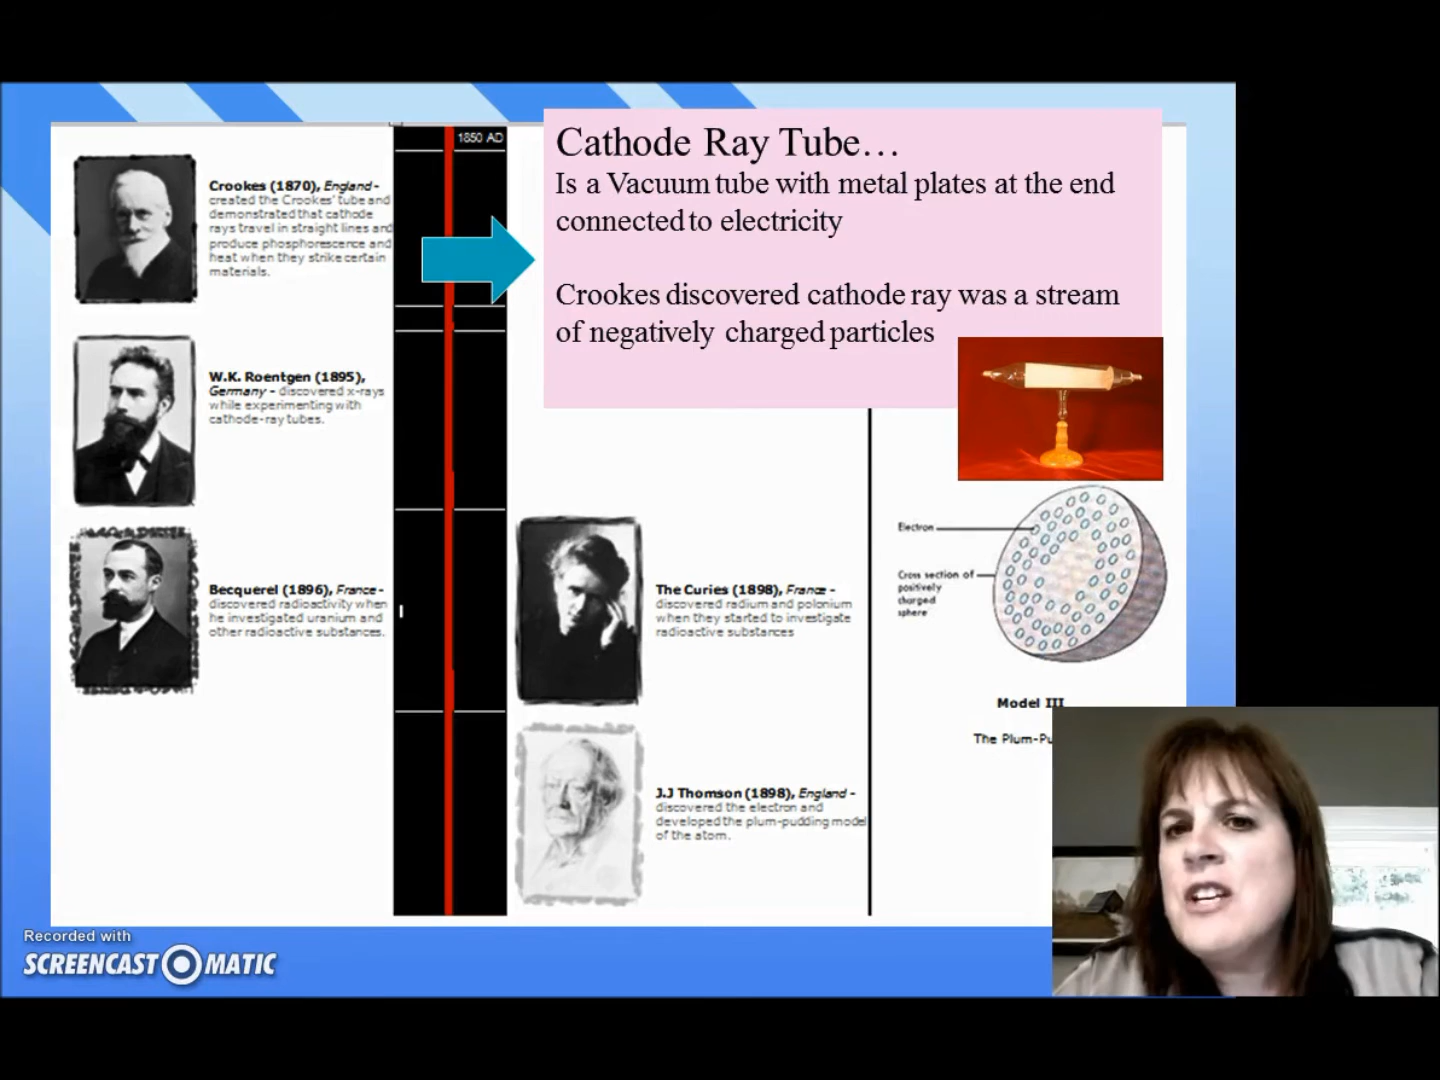 1850 AD
Cathode Ray Tube…
Is a Vacuum tube with metal plates at the end
connected to electricity
Crookes discovered cathode ray was a stream
of negatively charged particles
Crookes (1870), England -
created the Crookes' tube and
demonstrated that cathode
rays travel in straight lines and
produce phosphorescence and
heat when they strike certain
materials.
W.K. Roentgen (1895),
Germany - discovered x-rays
while experimenting with
cathode-ray tubes.
Becquerel (1896), France -
discovered radioactivity when
he investigated uranium and
other radioactive substances.
The Curies (1898), France -
discovered radium and polonium
when they started to investigate
radioactive substances
J.J Thomson (1898), England -
discovered the electron and
developed the plum-pudding model
of the atom.
Electron
Cross section of
positively
charged
sphere
Model III
The Plum-Pu
Recorded with
SCREENCAST MATIC